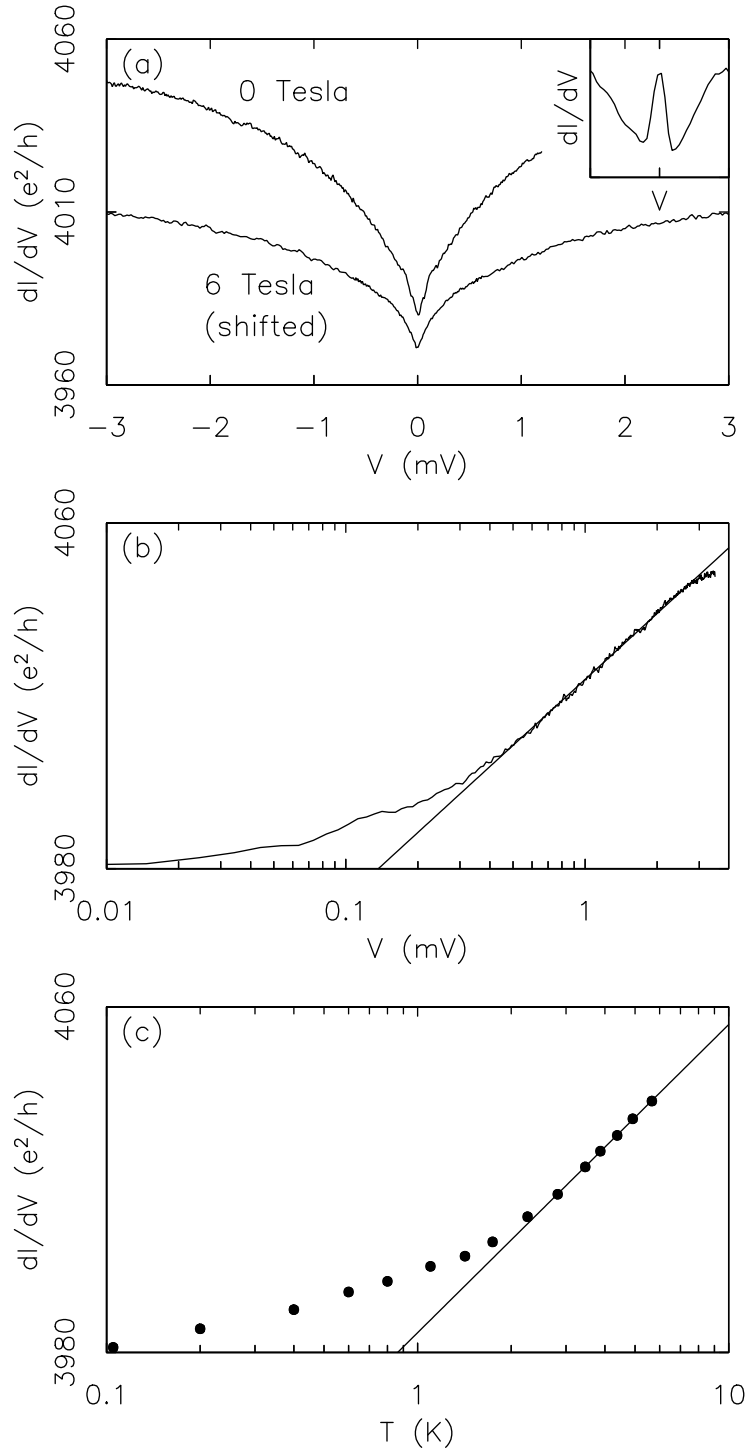 4060
(a)
0 Tesla
dI/dV
V
dI/dV (e²/h)
4010
6 Tesla
(shifted)
3960
−3 −2 −1 0 1 2 3
V (mV)
4060
(b)
dI/dV (e²/h)
3980
0.01 0.1 1
V (mV)
4060
(c)
dI/dV (e²/h)
3980
0.1 1 10
T (K)